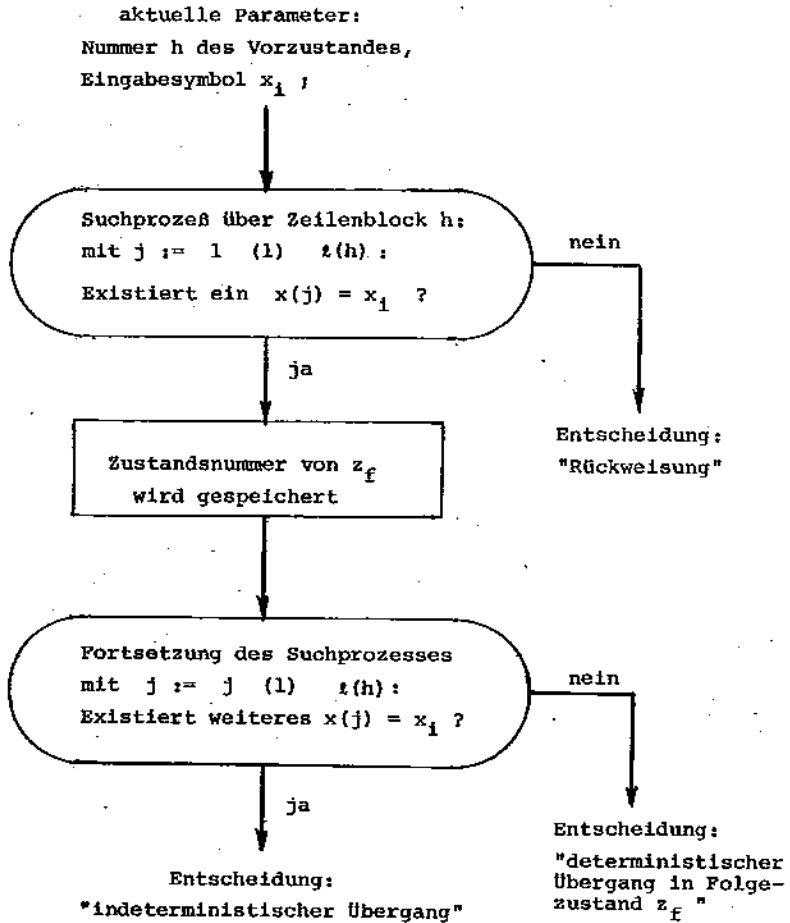 aktuelle Parameter:
Nummer h des Vorzustandes,
Eingabesymbol x_i ;
Suchprozeß über Zeilenblock h:
mit j := 1 (1) ℓ(h) :
Existiert ein x(j) = x_i ?
nein
ja
Entscheidung:
"Rückweisung"
Zustandsnummer von z_f
wird gespeichert
Fortsetzung des Suchprozesses
mit j := j (1) ℓ(h) :
Existiert weiteres x(j) = x_i ?
nein
ja
Entscheidung:
"indeterministischer Übergang"
Entscheidung:
"deterministischer
Übergang in Folge-
zustand z_f "